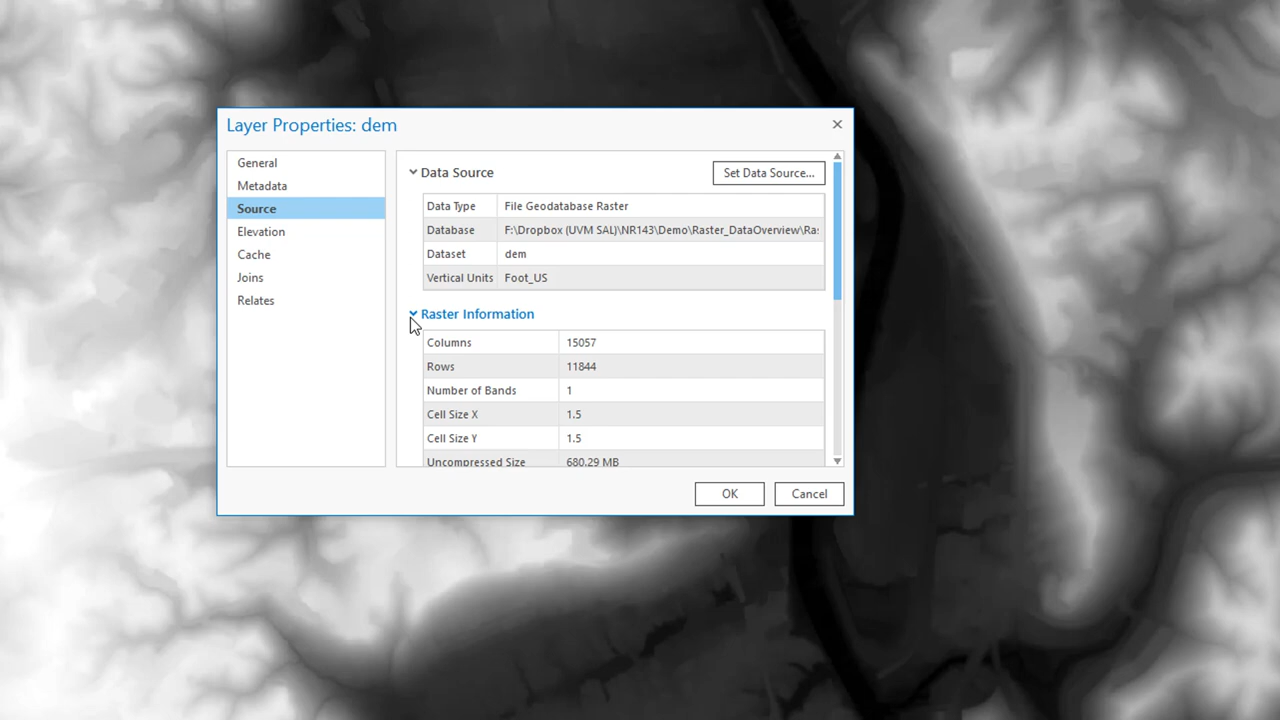 Layer Properties: dem
General
Metadata
Source
Elevation
Cache
Joins
Relates
Data Source
Set Data Source...
Data Type File Geodatabase Raster
Database F:\Dropbox (UVM SAL)\NR143\Demo\Raster_DataOverview\Ra
Dataset dem
Vertical Units Foot_US
Raster Information
Columns 15057
Rows 11844
Number of Bands 1
Cell Size X 1.5
Cell Size Y 1.5
Uncompressed Size 680.29 MB
OK Cancel